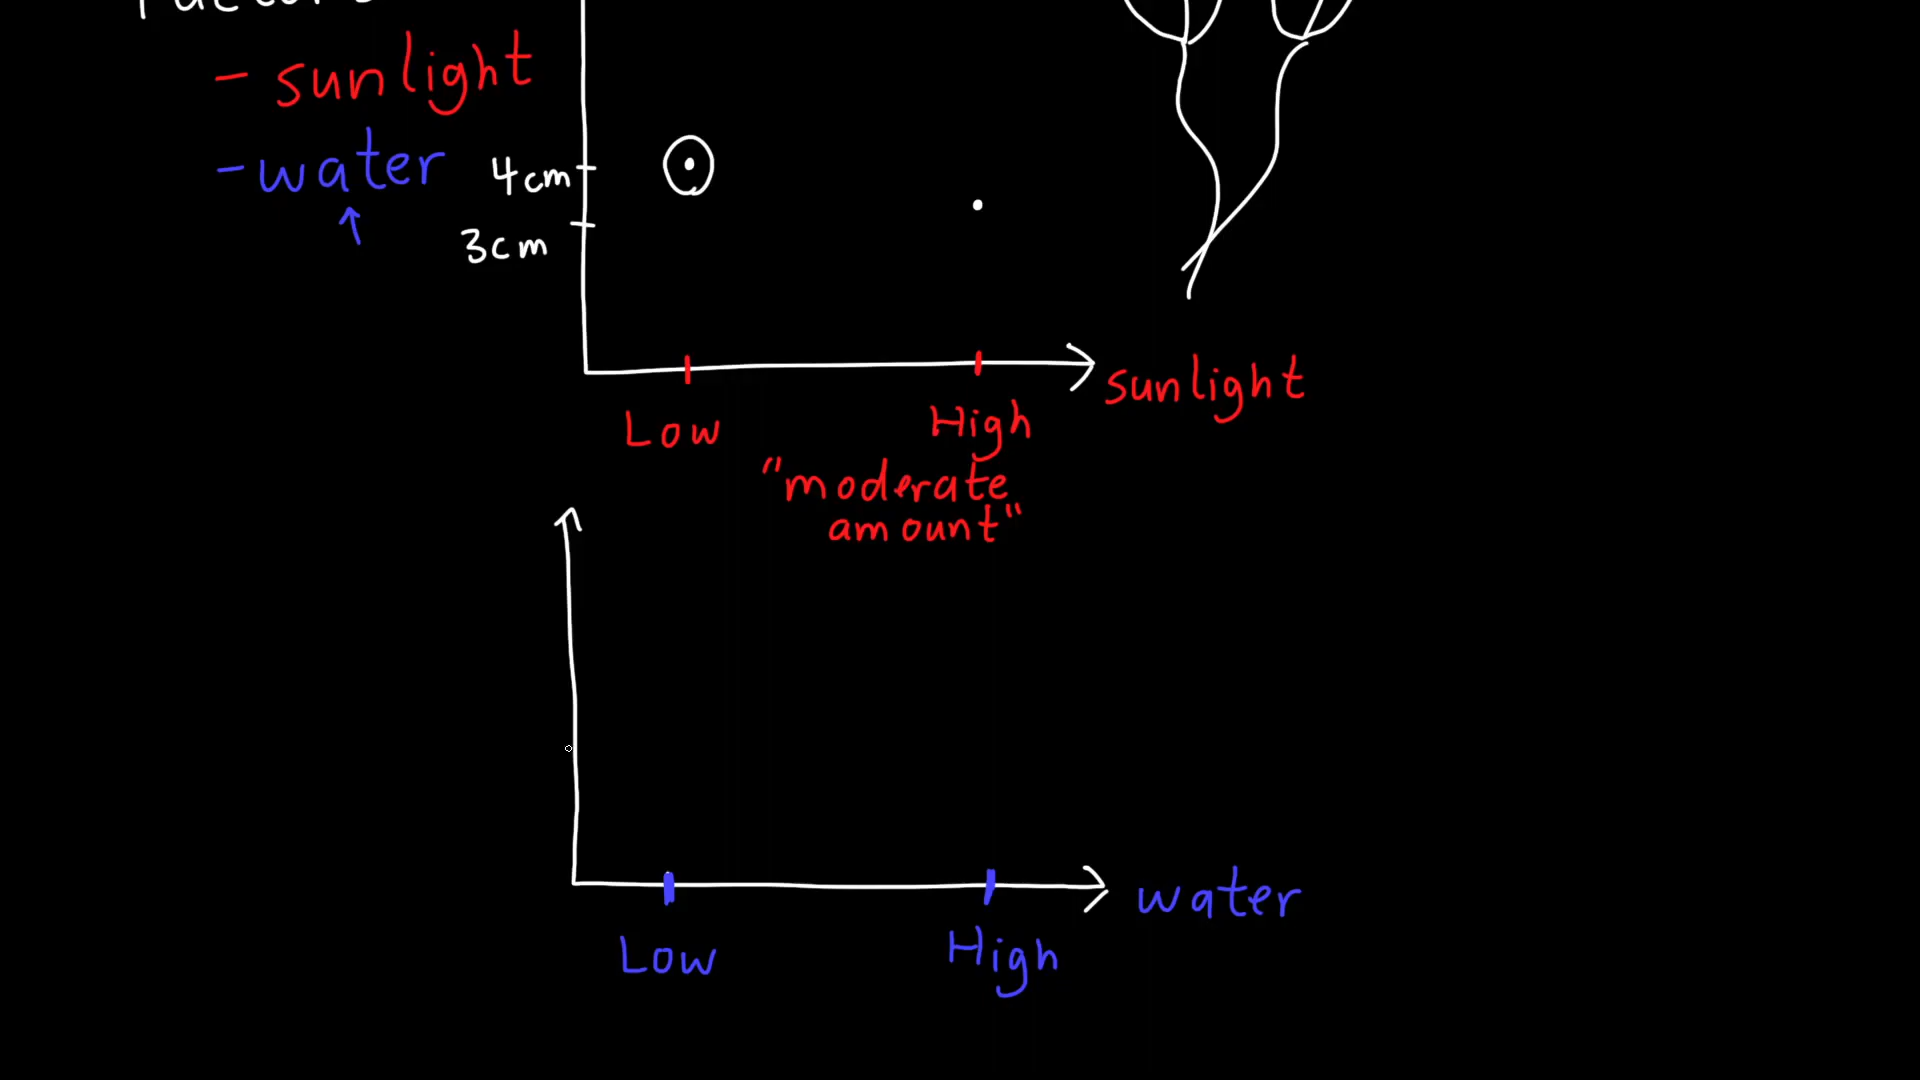 - sunlight
- water
4cm
3cm
sunlight
Low
High
"moderate
amount"
water
Low
High